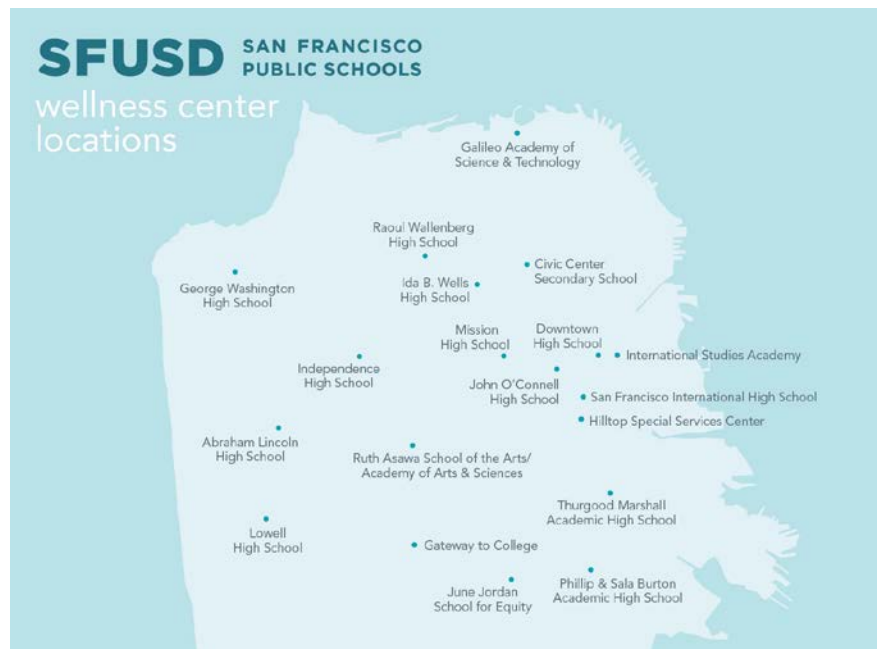 SFUSD SAN FRANCISCO
PUBLIC SCHOOLS
wellness center
locations
Galileo Academy of
Science & Technology
Raoul Wallenberg
High School
Civic Center
Secondary School
George Washington
High School
Ida B. Wells
High School
Mission
High School
Downtown
High School
International Studies Academy
Independence
High School
John O'Connell
High School
San Francisco International High School
Hilltop Special Services Center
Abraham Lincoln
High School
Ruth Asawa School of the Arts/
Academy of Arts & Sciences
Thurgood Marshall
Academic High School
Lowell
High School
Gateway to College
June Jordan
School for Equity
Phillip & Sala Burton
Academic High School